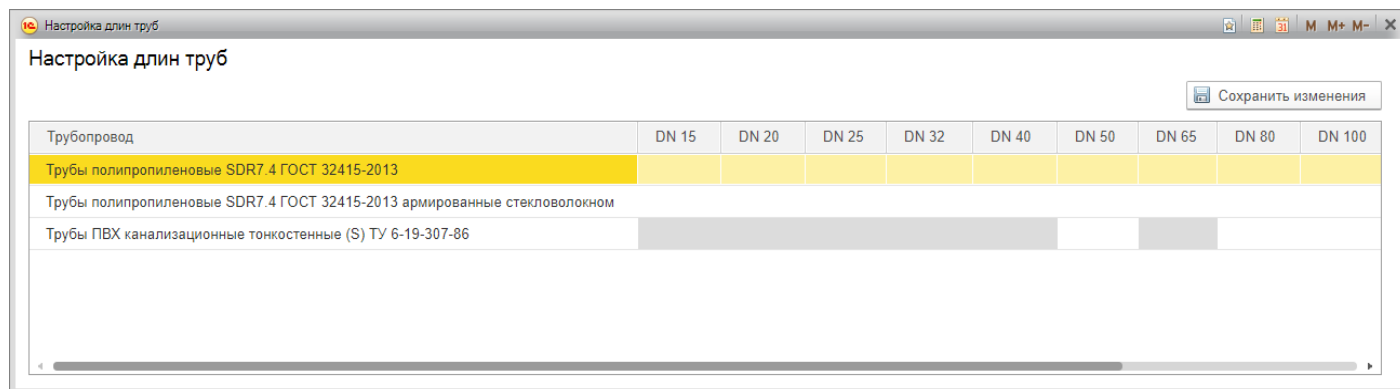 1С Настройка длин труб 31 M M+ M-
Настройка длин труб
Сохранить изменения
Трубопровод DN 15 DN 20 DN 25 DN 32 DN 40 DN 50 DN 65 DN 80 DN 100
Трубы полипропиленовые SDR7.4 ГОСТ 32415-2013
Трубы полипропиленовые SDR7.4 ГОСТ 32415-2013 армированные стекловолокном
Трубы ПВХ канализационные тонкостенные (S) ТУ 6-19-307-86